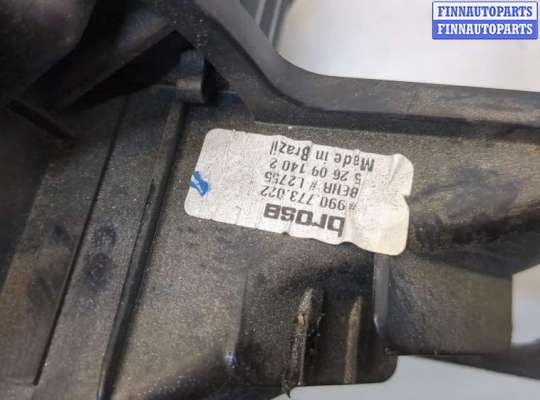 FINNAUTOPARTS
FINNAUTOPARTS
brose
#990.773.022
BEHR # L2755
5 26 09 140 2
Made in Brazil